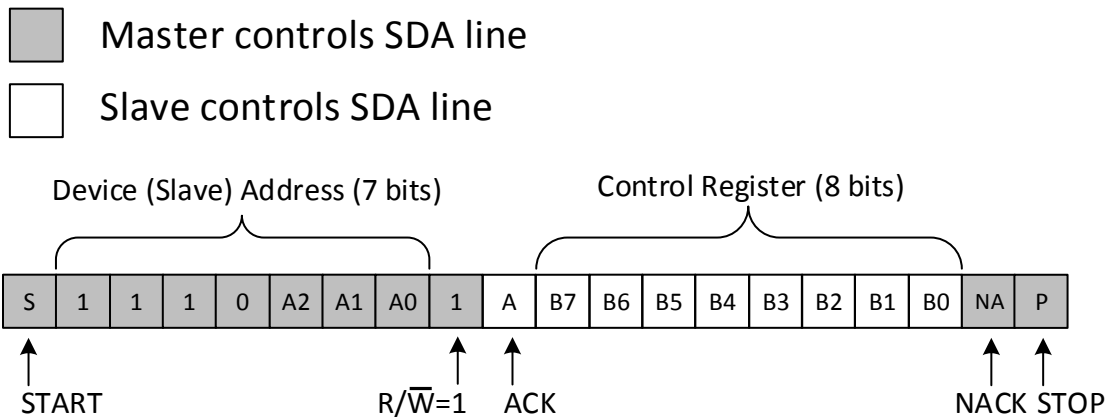 Master controls SDA line
Slave controls SDA line
Device (Slave) Address (7 bits)
Control Register (8 bits)
S 1 1 1 0 A2 A1 A0 1 A B7 B6 B5 B4 B3 B2 B1 B0 NA P
START R/W̅=1 ACK NACK STOP